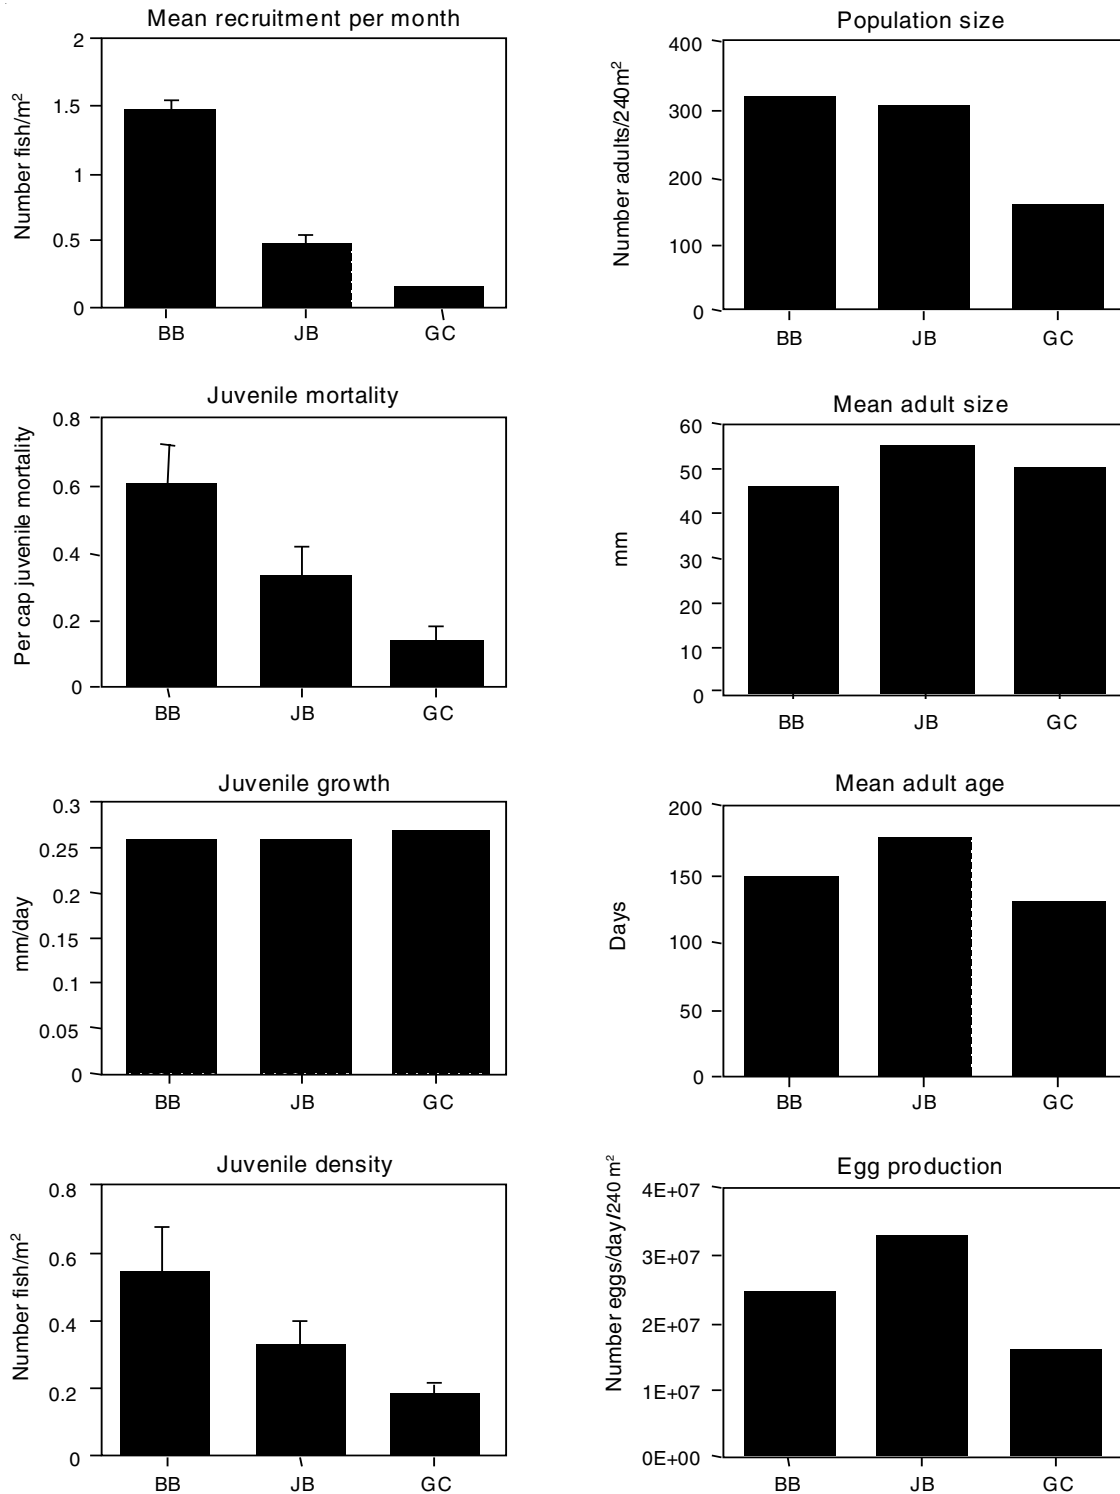 Mean recruitment per month
Number fish/m²
2
1.5
1
0.5
0
BB JB GC
Population size
Number adults/240m²
400
300
200
100
0
BB JB GC
Juvenile mortality
Per cap juvenile mortality
0.8
0.6
0.4
0.2
0
BB JB GC
Mean adult size
mm
60
50
40
30
20
10
0
BB JB GC
Juvenile growth
mm/day
0.3
0.25
0.2
0.15
0.1
0.05
0
BB JB GC
Mean adult age
Days
200
150
100
50
0
BB JB GC
Juvenile density
Number fish/m²
0.8
0.6
0.4
0.2
0
BB JB GC
Egg production
Number eggs/day/240 m²
4E+07
3E+07
2E+07
1E+07
0E+00
BB JB GC